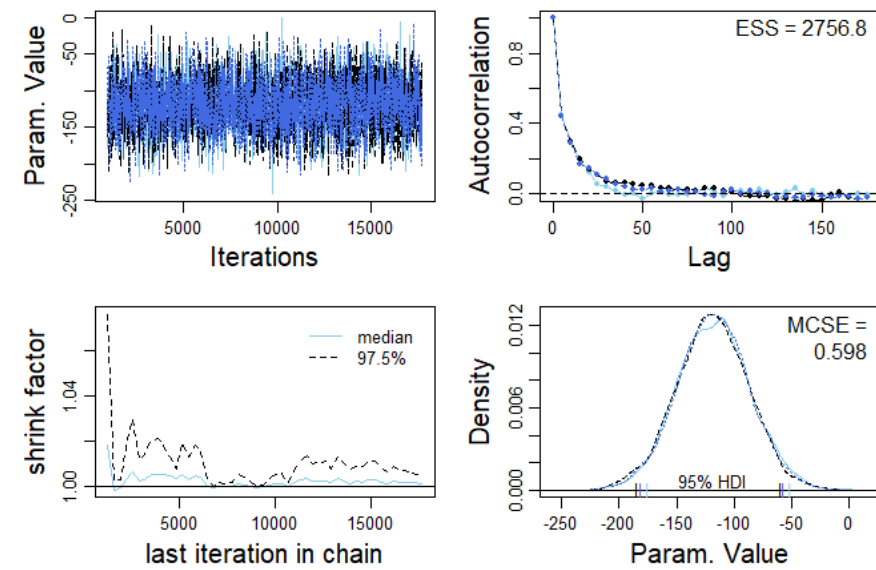 Param. Value
0
-50
-150
-250
5000 10000 15000
Iterations
Autocorrelation
0.8
0.4
0.0
ESS = 2756.8
0 50 100 150
Lag
shrink factor
1.04
1.00
median
97.5%
5000 10000 15000
last iteration in chain
Density
0.012
0.006
0.000
MCSE =
0.598
95% HDI
-250 -200 -150 -100 -50 0
Param. Value